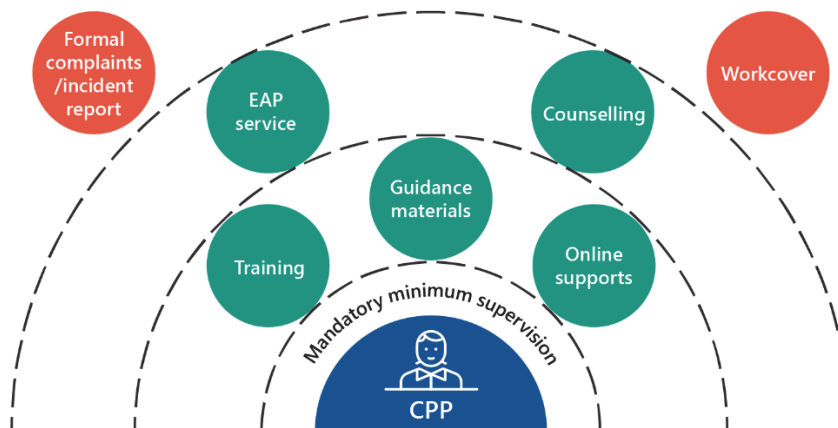 Formal
complaints
/incident
report
EAP
service
Counselling
Workcover
Guidance
materials
Training
Online
supports
Mandatory minimum supervision
CPP